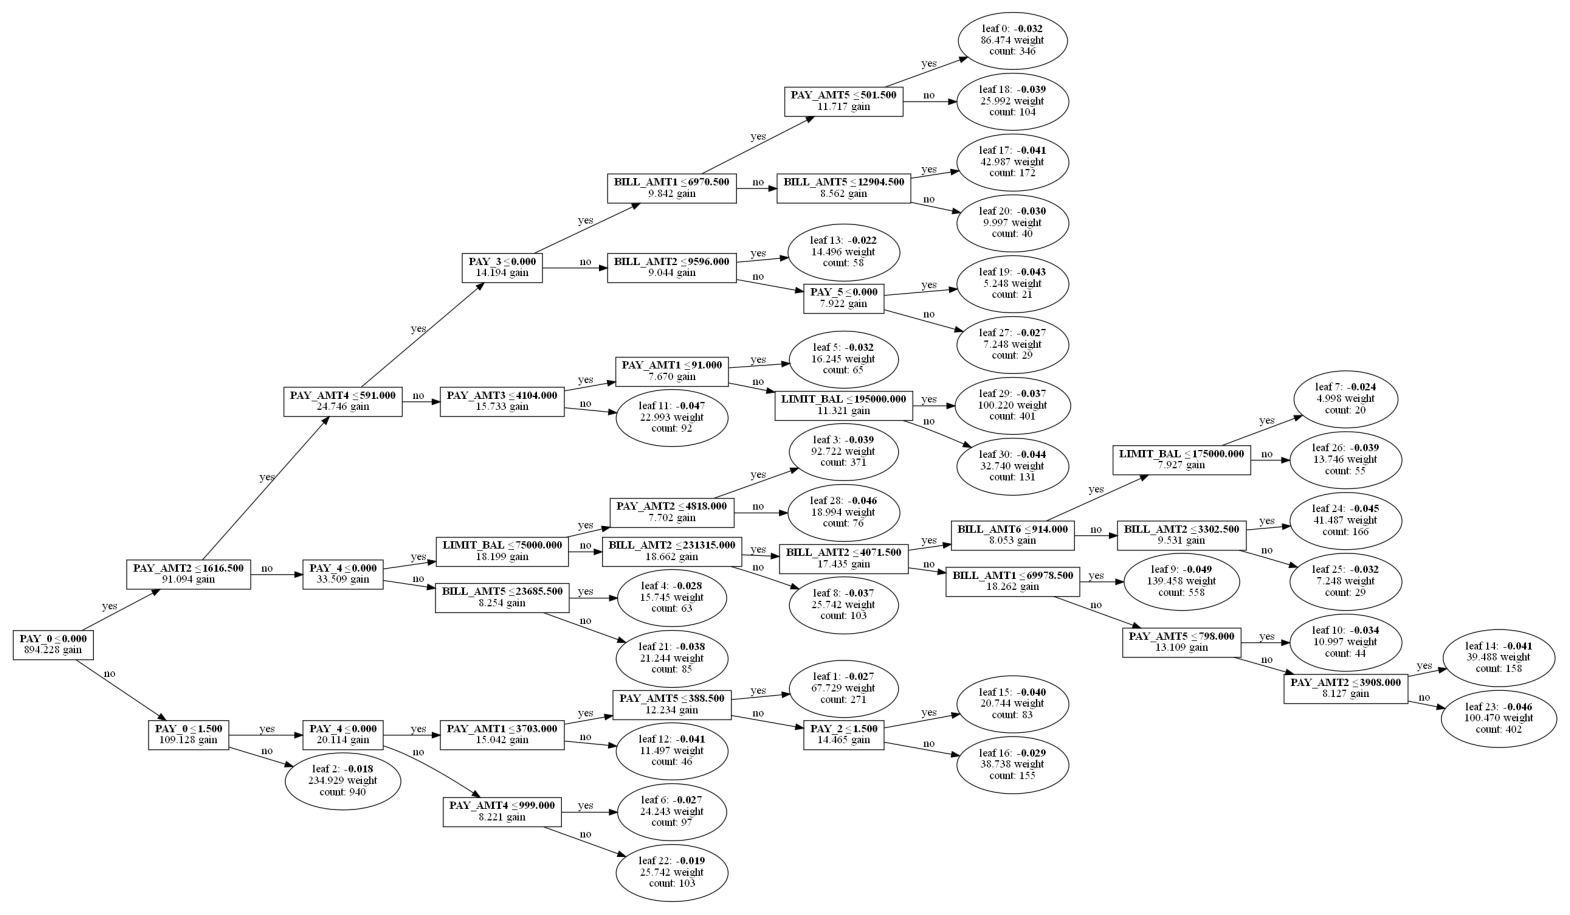 leaf 0: -0.032
86.474 weight
count: 346
yes
PAY_AMT5 ≤501.500
11.717 gain
no
leaf 18: -0.039
25.992 weight
count: 104
yes
leaf 17: -0.041
42.987 weight
count: 172
yes
BILL_AMT1 ≤6970.500
9.842 gain
no
BILL_AMT5 ≤12904.500
8.562 gain
no
leaf 20: -0.030
9.997 weight
count: 40
yes
leaf 13: -0.022
14.496 weight
count: 58
yes
PAY_3 ≤0.000
14.194 gain
no
BILL_AMT2 ≤9596.000
9.044 gain
no
PAY_5 ≤0.000
7.922 gain
yes
leaf 19: -0.043
5.248 weight
count: 21
no
leaf 27: -0.027
7.248 weight
count: 29
yes
leaf 5: -0.032
16.245 weight
count: 65
yes
PAY_AMT1 ≤91.000
7.670 gain
yes
PAY_AMT4 ≤591.000
24.746 gain
no
PAY_AMT3 ≤4104.000
15.733 gain
no
leaf 11: -0.047
22.993 weight
count: 92
no
LIMIT_BAL ≤195000.000
11.321 gain
yes
leaf 29: -0.037
100.220 weight
count: 401
no
leaf 30: -0.044
32.740 weight
count: 131
yes
leaf 3: -0.039
92.722 weight
count: 371
yes
leaf 7: -0.024
4.998 weight
count: 20
yes
LIMIT_BAL ≤175000.000
7.927 gain
no
leaf 26: -0.039
13.746 weight
count: 55
yes
PAY_AMT2 ≤4818.000
7.702 gain
no
leaf 28: -0.046
18.994 weight
count: 76
yes
BILL_AMT6 ≤914.000
8.053 gain
no
BILL_AMT2 ≤3302.500
9.531 gain
yes
leaf 24: -0.045
41.487 weight
count: 166
no
leaf 25: -0.032
7.248 weight
count: 29
yes
LIMIT_BAL ≤75000.000
18.199 gain
no
BILL_AMT2 ≤231315.000
18.662 gain
yes
BILL_AMT2 ≤4071.500
17.435 gain
yes
no
BILL_AMT1 ≤69978.500
18.262 gain
yes
leaf 9: -0.049
139.458 weight
count: 558
PAY_AMT2 ≤1616.500
91.094 gain
no
PAY_4 ≤0.000
33.509 gain
yes
no
BILL_AMT5 ≤23685.500
8.254 gain
yes
leaf 4: -0.028
15.745 weight
count: 63
no
leaf 8: -0.037
25.742 weight
count: 103
yes
PAY_0 ≤0.000
894.228 gain
no
leaf 21: -0.038
21.244 weight
count: 85
no
PAY_AMT5 ≤798.000
13.109 gain
yes
leaf 10: -0.034
10.997 weight
count: 44
no
PAY_AMT2 ≤3908.000
8.127 gain
yes
leaf 14: -0.041
39.488 weight
count: 158
no
leaf 23: -0.046
100.470 weight
count: 402
no
PAY_0 ≤1.500
109.128 gain
yes
PAY_4 ≤0.000
20.114 gain
yes
PAY_AMT1 ≤3703.000
15.042 gain
yes
PAY_AMT5 ≤388.500
12.234 gain
yes
leaf 1: -0.027
67.729 weight
count: 271
no
PAY_2 ≤1.500
14.465 gain
yes
leaf 15: -0.040
20.744 weight
count: 83
no
leaf 16: -0.029
38.738 weight
count: 155
no
leaf 12: -0.041
11.497 weight
count: 46
no
leaf 2: -0.018
234.929 weight
count: 940
no
PAY_AMT4 ≤999.000
8.221 gain
yes
leaf 6: -0.027
24.243 weight
count: 97
no
leaf 22: -0.019
25.742 weight
count: 103